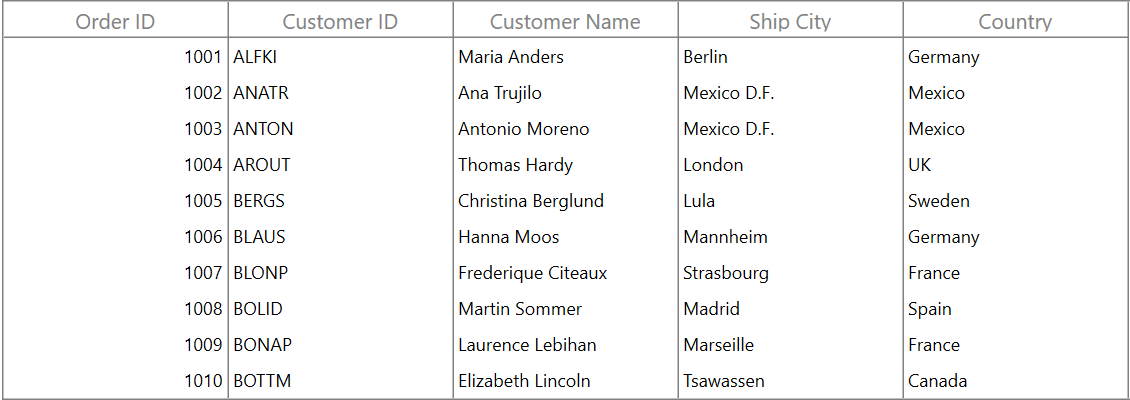 Order ID Customer ID Customer Name Ship City Country
1001 ALFKI Maria Anders Berlin Germany
1002 ANATR Ana Trujilo Mexico D.F. Mexico
1003 ANTON Antonio Moreno Mexico D.F. Mexico
1004 AROUT Thomas Hardy London UK
1005 BERGS Christina Berglund Lula Sweden
1006 BLAUS Hanna Moos Mannheim Germany
1007 BLONP Frederique Citeaux Strasbourg France
1008 BOLID Martin Sommer Madrid Spain
1009 BONAP Laurence Lebihan Marseille France
1010 BOTTM Elizabeth Lincoln Tsawassen Canada